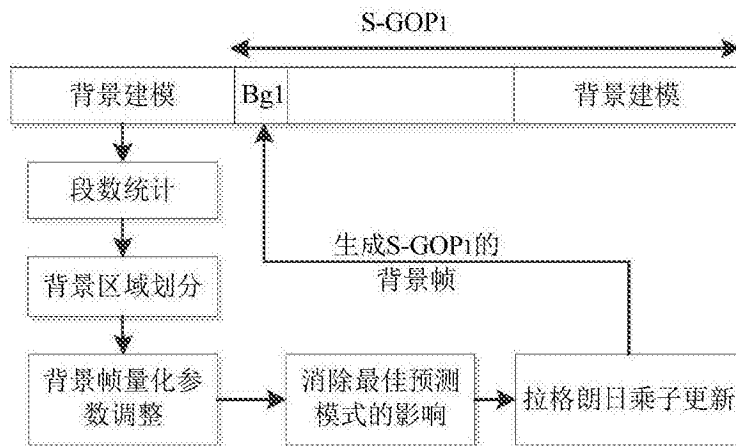 S-GOP1
背景建模
Bg1
背景建模
段数统计
生成S-GOP1的
背景帧
背景区域划分
背景帧量化参
数调整
消除最佳预测
模式的影响
拉格朗日乘子更新